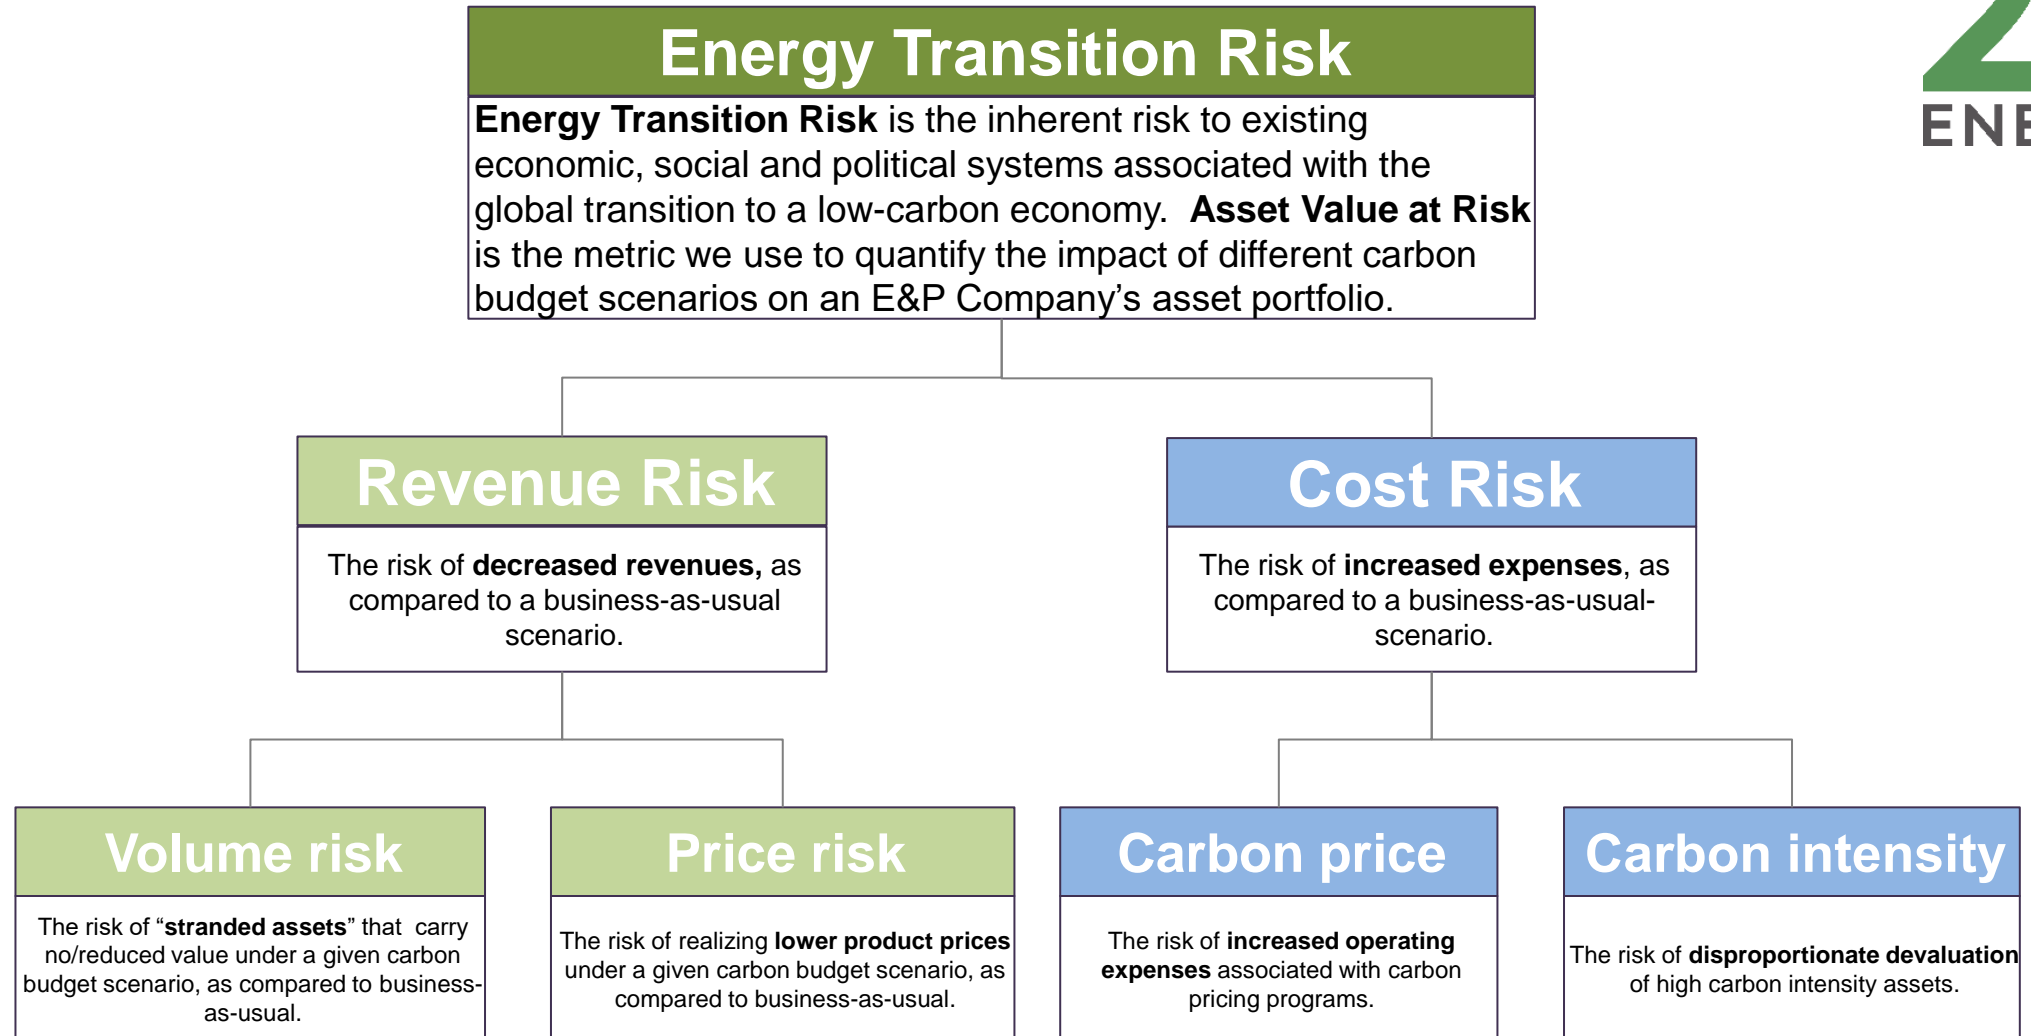 Energy Transition Risk
Energy Transition Risk is the inherent risk to existing
economic, social and political systems associated with the
global transition to a low-carbon economy.  Asset Value at Risk
is the metric we use to quantify the impact of different carbon
budget scenarios on an E&P Company’s asset portfolio.
Revenue Risk
The risk of decreased revenues, as
compared to a business-as-usual
scenario.
Cost Risk
The risk of increased expenses, as
compared to a business-as-usual-
scenario.
Volume risk
The risk of “stranded assets” that  carry
no/reduced value under a given carbon
budget scenario, as compared to business-
as-usual.
Price risk
The risk of realizing lower product prices
under a given carbon budget scenario, as
compared to business-as-usual.
Carbon price
The risk of increased operating
expenses associated with carbon
pricing programs.
Carbon intensity
The risk of disproportionate devaluation
of high carbon intensity assets.